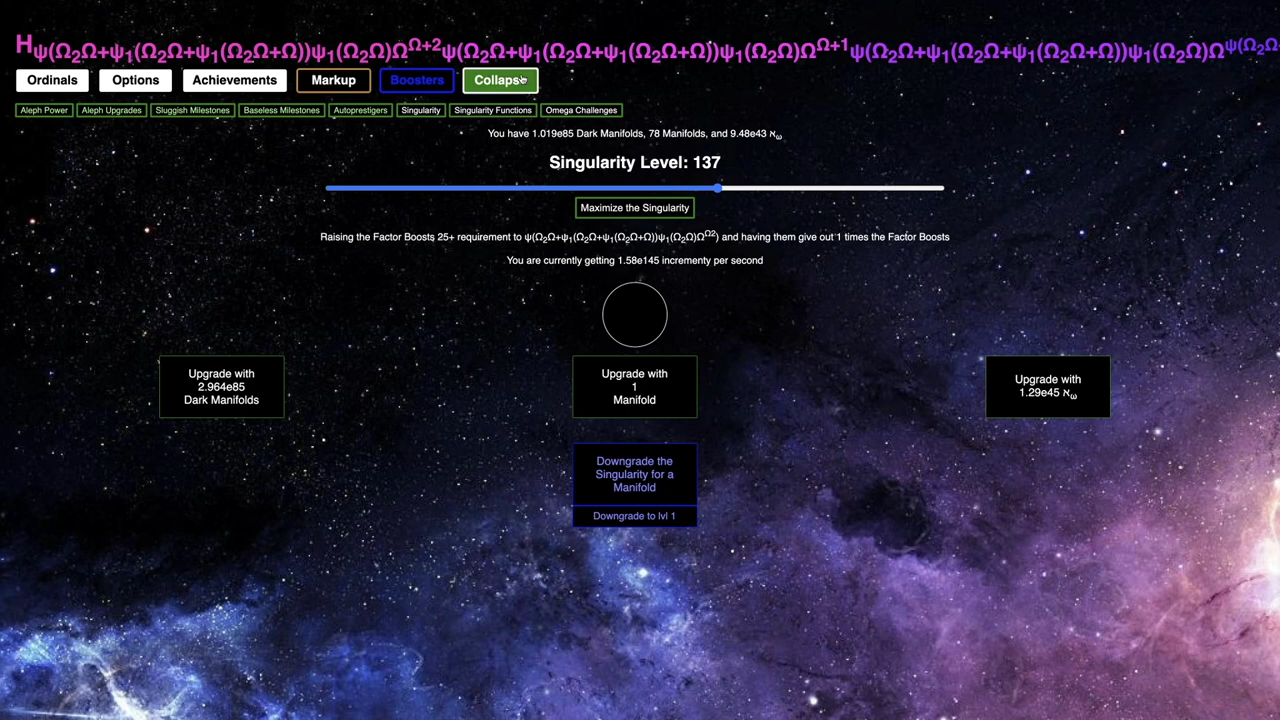 Hψ(Ω₂Ω+ψ₁(Ω₂Ω+ψ₁(Ω₂Ω+Ω))ψ₁(Ω₂Ω)Ω^Ω+2ψ(Ω₂Ω+ψ₁(Ω₂Ω+ψ₁(Ω₂Ω+Ω))ψ₁(Ω₂Ω)Ω^Ω+1ψ(Ω₂Ω+ψ₁(Ω₂Ω+ψ₁(Ω₂Ω+Ω))ψ₁(Ω₂Ω)Ω^ψ(Ω₂Ω
Ordinals Options Achievements Markup Boosters Collapse
Aleph Power Aleph Upgrades Sluggish Milestones Baseless Milestones Autoprestigers Singularity Singularity Functions Omega Challenges
You have 1.019e85 Dark Manifolds, 78 Manifolds, and 9.48e43 ℵω
Singularity Level: 137
Maximize the Singularity
Raising the Factor Boosts 25+ requirement to ψ(Ω₂Ω+ψ₁(Ω₂Ω+ψ₁(Ω₂Ω+Ω))ψ₁(Ω₂Ω)Ω^Ω2) and having them give out 1 times the Factor Boosts
You are currently getting 1.58e145 incrementy per second
Upgrade with
2.964e85
Dark Manifolds
Upgrade with
1
Manifold
Upgrade with
1.29e45 ℵω
Downgrade the
Singularity for a
Manifold
Downgrade to lvl 1